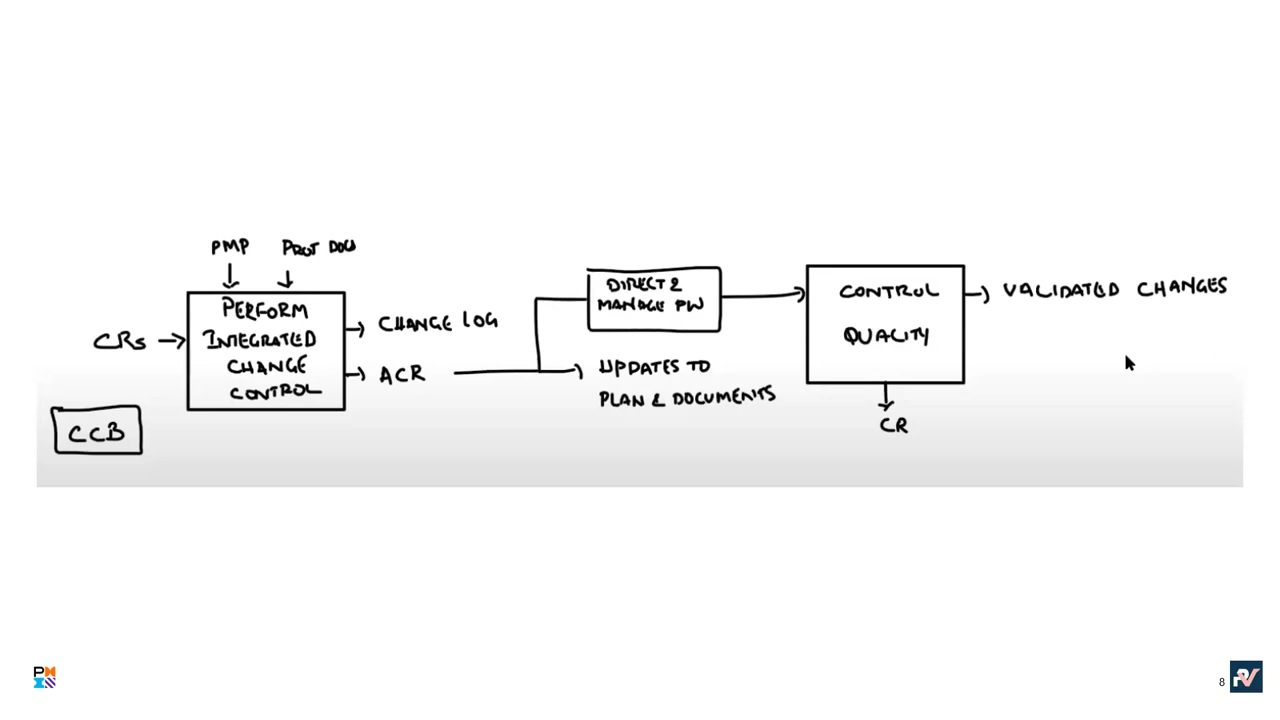 PMP
PROJ DOCS
PERFORM
INTEGRATED
CHANGE
CONTROL
CRs
CCB
CHANGE LOG
ACR
DIRECT &
MANAGE PW
UPDATES TO
PLAN & DOCUMENTS
CONTROL
QUALITY
CR
VALIDATED CHANGES
8